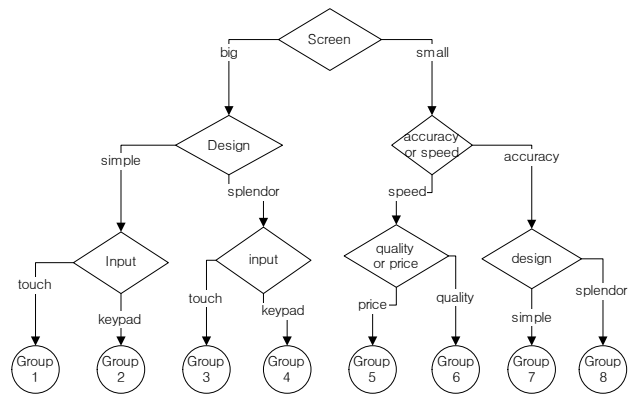 Screen
big
small
Design
accuracy
or speed
simple
splendor
speed
accuracy
Input
input
quality
or price
design
touch
keypad
touch
keypad
price
quality
simple
splendor
Group
1
Group
2
Group
3
Group
4
Group
5
Group
6
Group
7
Group
8